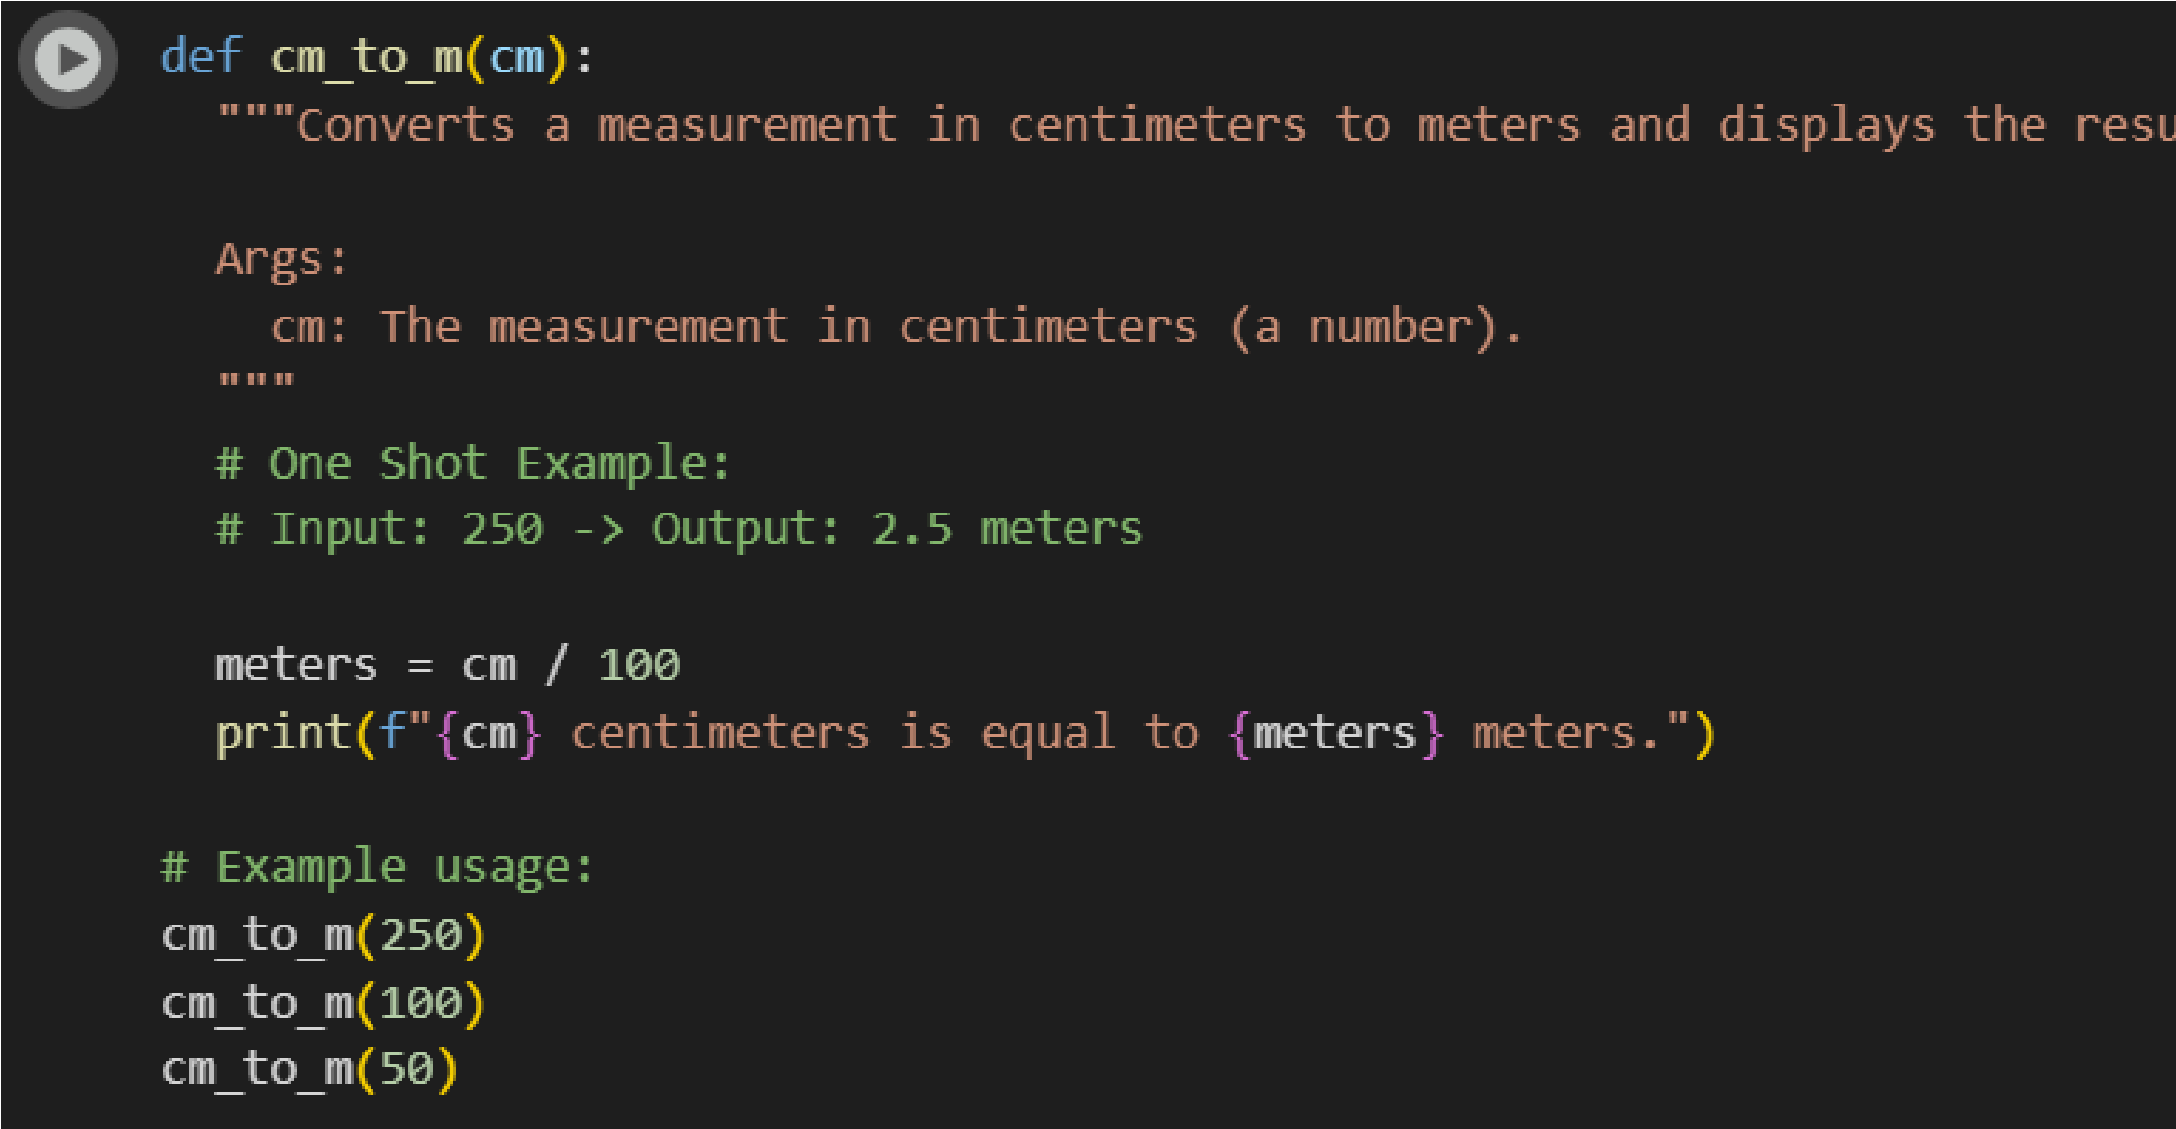 def cm_to_m(cm):
  """Converts a measurement in centimeters to meters and displays the

  Args:
    cm: The measurement in centimeters (a number).
  """
  # One Shot Example:
  # Input: 250 -> Output: 2.5 meters

  meters = cm / 100
  print(f"{cm} centimeters is equal to {meters} meters.")

# Example usage:
cm_to_m(250)
cm_to_m(100)
cm_to_m(50)